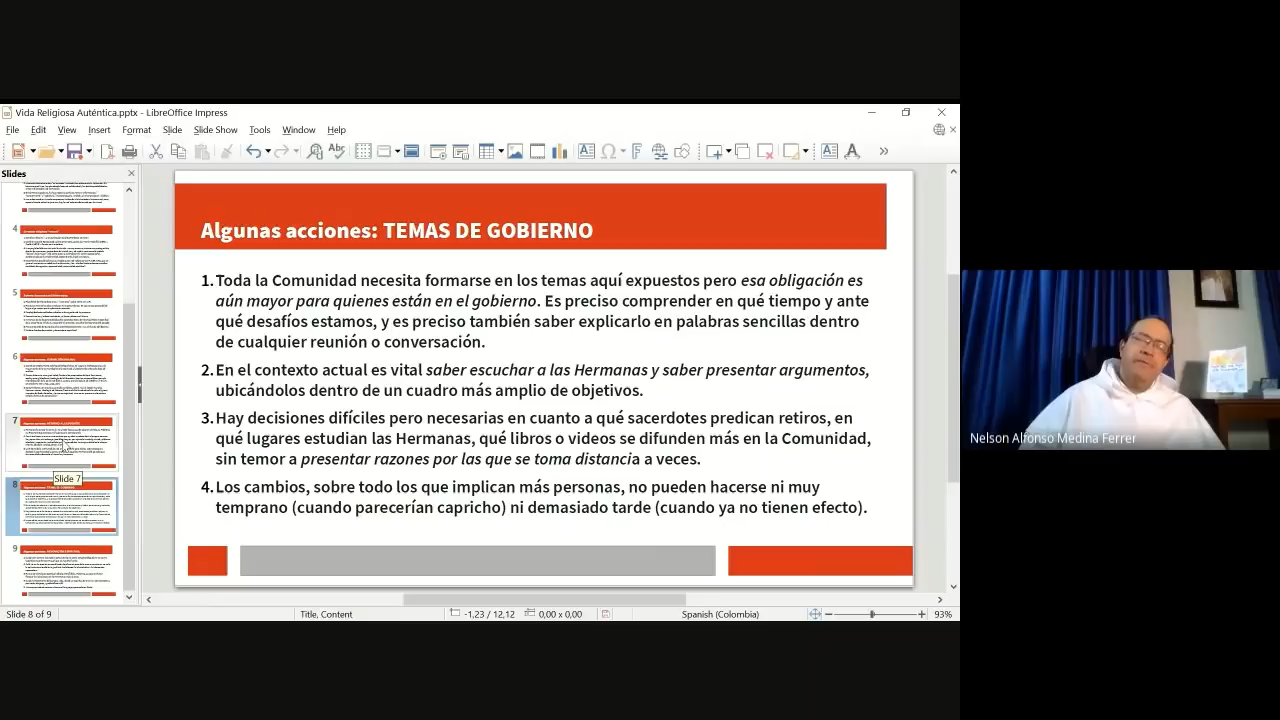 Vida Religiosa Auténtica.pptx - LibreOffice Impress
File Edit View Insert Format Slide Slide Show Tools Window Help
Slides
4
5
6
7
Slide 7
8
9
Algunas acciones: TEMAS DE GOBIERNO
1. Toda la Comunidad necesita formarse en los temas aquí expuestos pero esa obligación es
aún mayor para quienes están en el gobierno. Es preciso comprender en qué tiempo y ante
qué desafíos estamos, y es preciso también saber explicarlo en palabras sencillas dentro
de cualquier reunión o conversación.
2. En el contexto actual es vital saber escuchar a las Hermanas y saber presentar argumentos,
ubicándolos dentro de un cuadro más amplio de objetivos.
3. Hay decisiones difíciles pero necesarias en cuanto a qué sacerdotes predican retiros, en
qué lugares estudian las Hermanas, qué libros o videos se difunden más en la Comunidad,
sin temor a presentar razones por las que se toma distancia a veces.
4. Los cambios, sobre todo los que implican más personas, no pueden hacerse ni muy
temprano (cuando parecerían capricho) ni demasiado tarde (cuando ya no tienen efecto).
Nelson Alfonso Medina Ferrer
Slide 8 of 9
Title, Content
-1,23 / 12,12
0,00 x 0,00
Spanish (Colombia)
93%